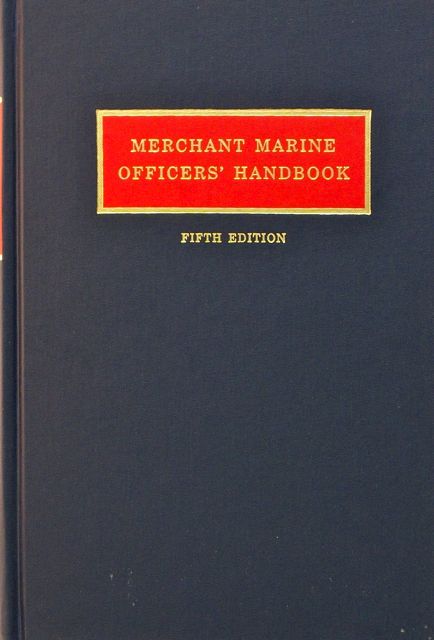 MERCHANT MARINE
OFFICERS' HANDBOOK
FIFTH EDITION